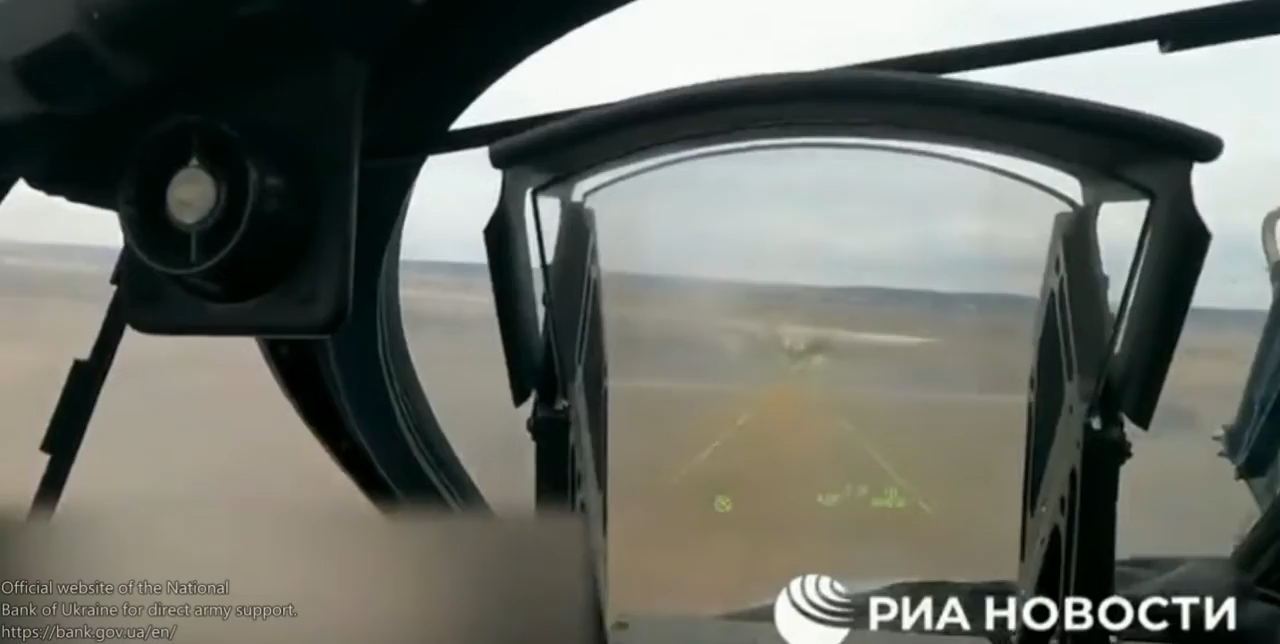 Official website of the National
Bank of Ukraine for direct army support.
https://bank.gov.ua/en/
РИА НОВОСТИ